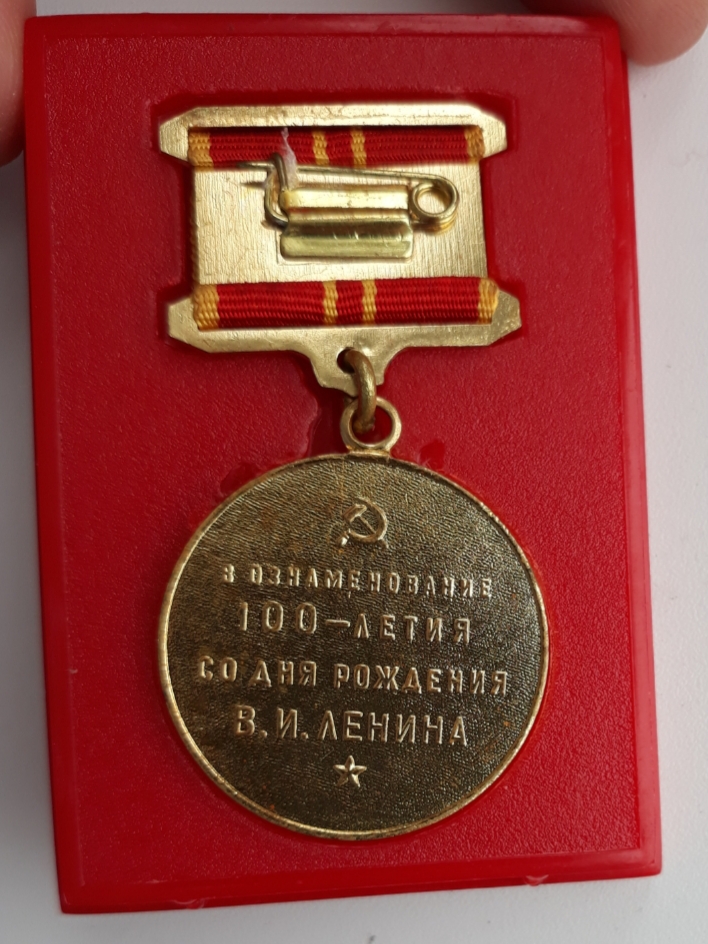 В ОЗНАМЕНОВАНИЕ
100-ЛЕТИЯ
СО ДНЯ РОЖДЕНИЯ
В. И. ЛЕНИНА